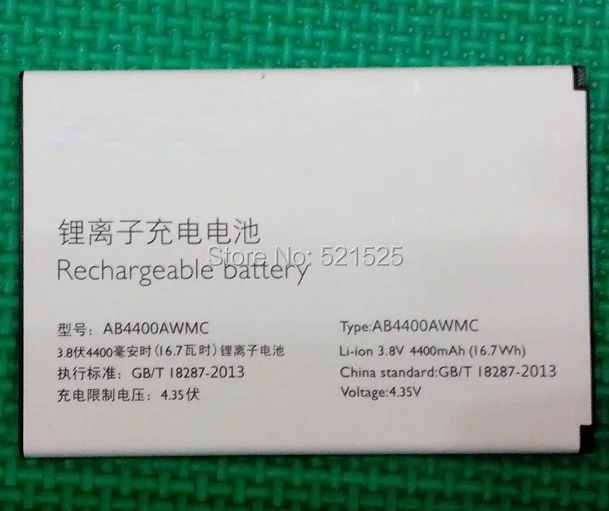 锂离子充电电池
Store No: 521525
Rechargeable battery
型号: AB4400AWMC
3.8伏4400毫安时 (16.7瓦时) 锂离子电池
执行标准: GB/T 18287-2013
充电限制电压: 4.35伏
Type:AB4400AWMC
Li-ion 3.8V 4400mAh (16.7Wh)
China standard:GB/T 18287-2013
Voltage:4.35V